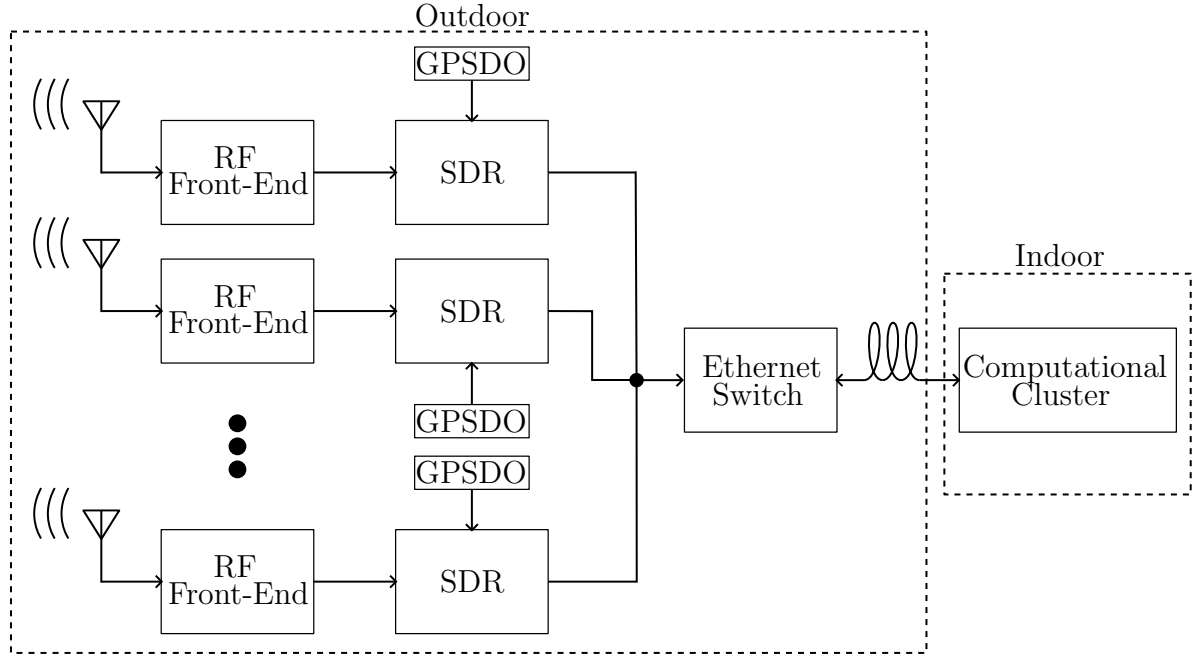 Outdoor
GPSDO
RF
Front-End
SDR
RF
Front-End
SDR
GPSDO
Ethernet
Switch
Indoor
Computational
Cluster
GPSDO
RF
Front-End
SDR